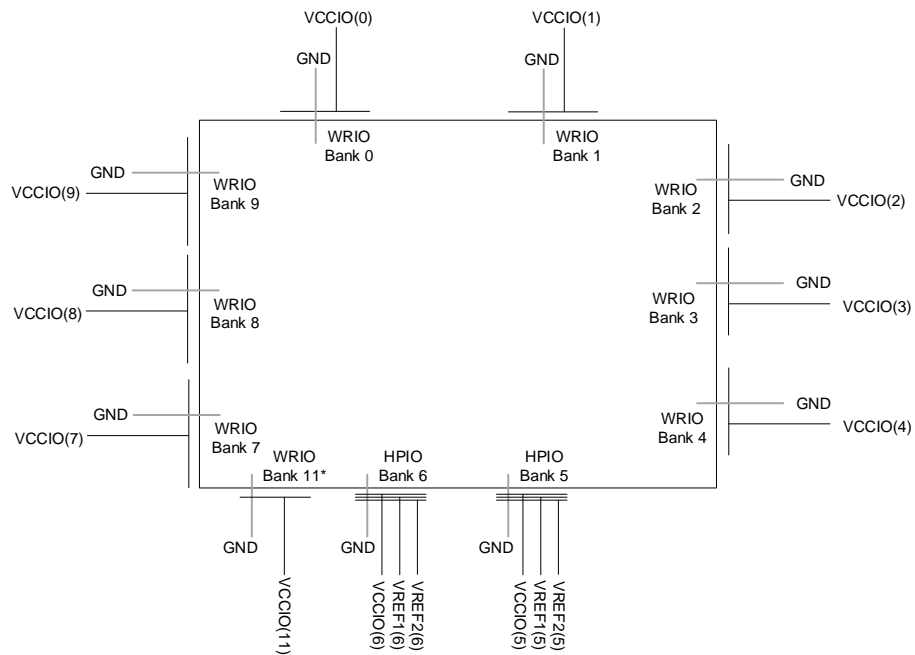 VCCIO(0)
VCCIO(1)
GND
GND
WRIO
Bank 0
WRIO
Bank 1
GND
VCCIO(9)
WRIO
Bank 9
WRIO
Bank 2
GND
VCCIO(2)
GND
VCCIO(8)
WRIO
Bank 8
WRIO
Bank 3
GND
VCCIO(3)
GND
VCCIO(7)
WRIO
Bank 7
WRIO
Bank 4
GND
VCCIO(4)
WRIO
Bank 11*
HPIO
Bank 6
HPIO
Bank 5
GND
GND
GND
VCCIO(11)
VCCIO(6)
VREF1(6)
VREF2(6)
VCCIO(5)
VREF1(5)
VREF2(5)